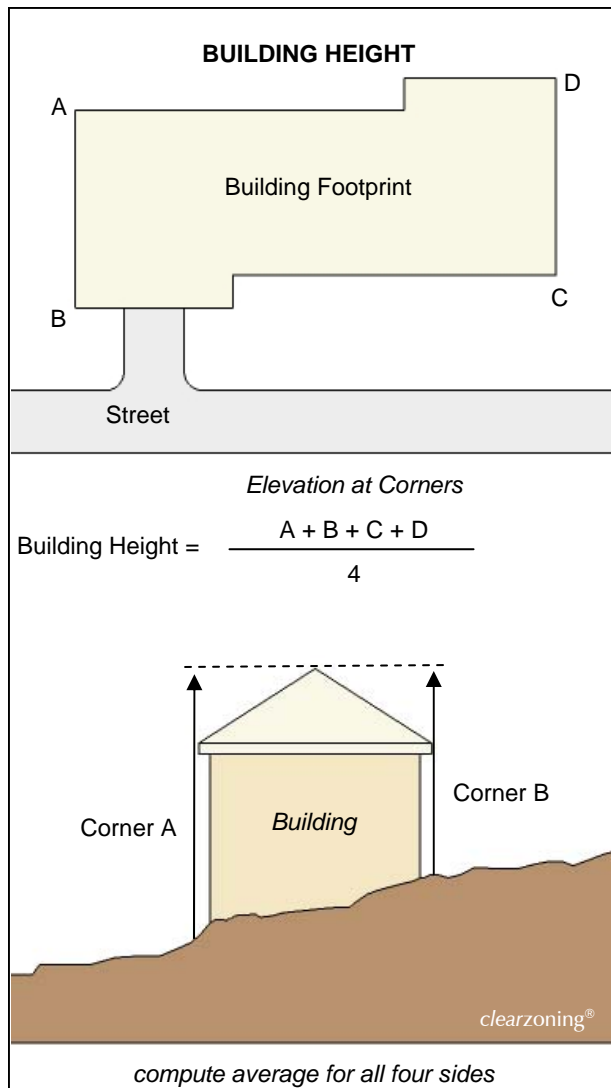 BUILDING HEIGHT
A
D
Building Footprint
B
C
Street
Elevation at Corners
Building Height =
A + B + C + D
4
Corner A
Building
Corner B
clearzoning®
compute average for all four sides